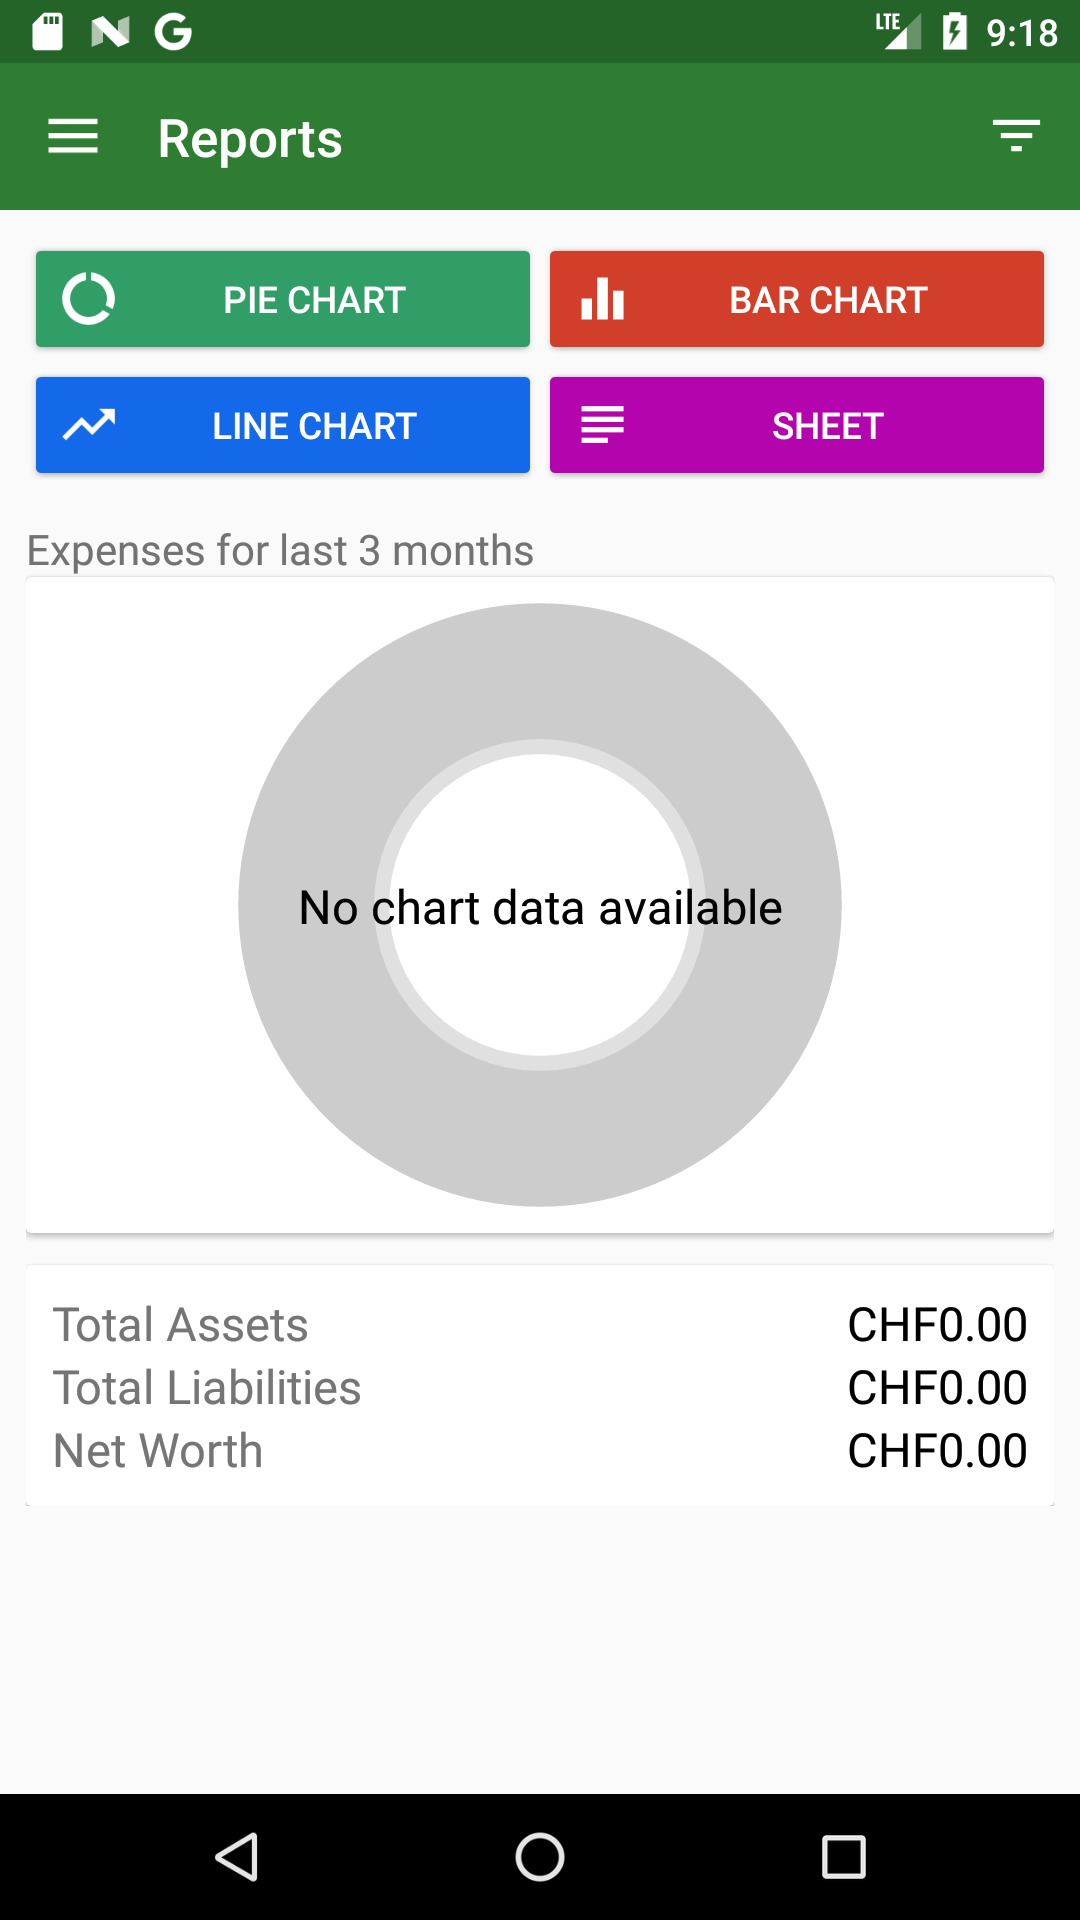 LTE 9:18
Reports
PIE CHART BAR CHART
LINE CHART SHEET
Expenses for last 3 months
No chart data available
Total Assets CHF0.00
Total Liabilities CHF0.00
Net Worth CHF0.00